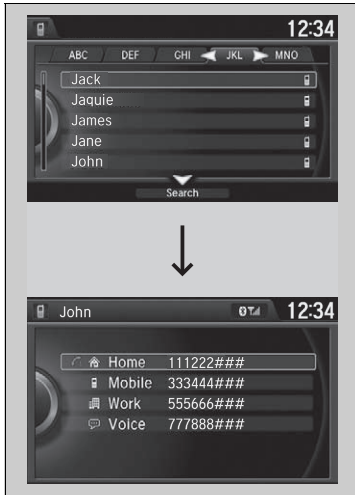 12:34
ABC DEF GHI JKL MNO
Jack
Jaquie
James
Jane
John
Search
John 12:34
Home 111222###
Mobile 333444###
Work 555666###
Voice 777888###